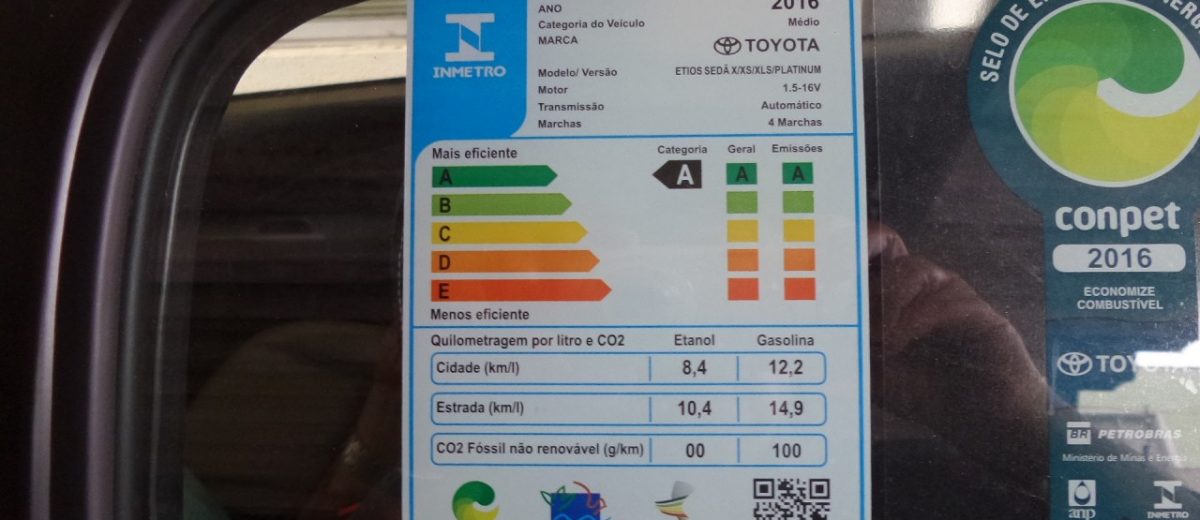 ANO 2016
Categoria do Veículo Médio
MARCA TOYOTA
INMETRO
Modelo/ Versão ETIOS SEDÃ X/XS/XLS/PLATINUM
Motor 1.5-16V
Transmissão Automático
Marchas 4 Marchas
Mais eficiente Categoria Geral Emissões
A A A A
B
C
D
E
Menos eficiente
Quilometragem por litro e CO2 Etanol Gasolina
Cidade (km/l) 8,4 12,2
Estrada (km/l) 10,4 14,9
CO2 Fóssil não renovável (g/km) 00 100
SELO DE
conpet
2016
ECONOMIZE
COMBUSTÍVEL
TOYOTA
BR PETROBRAS
Ministério de Minas e Energia
anp INMETRO